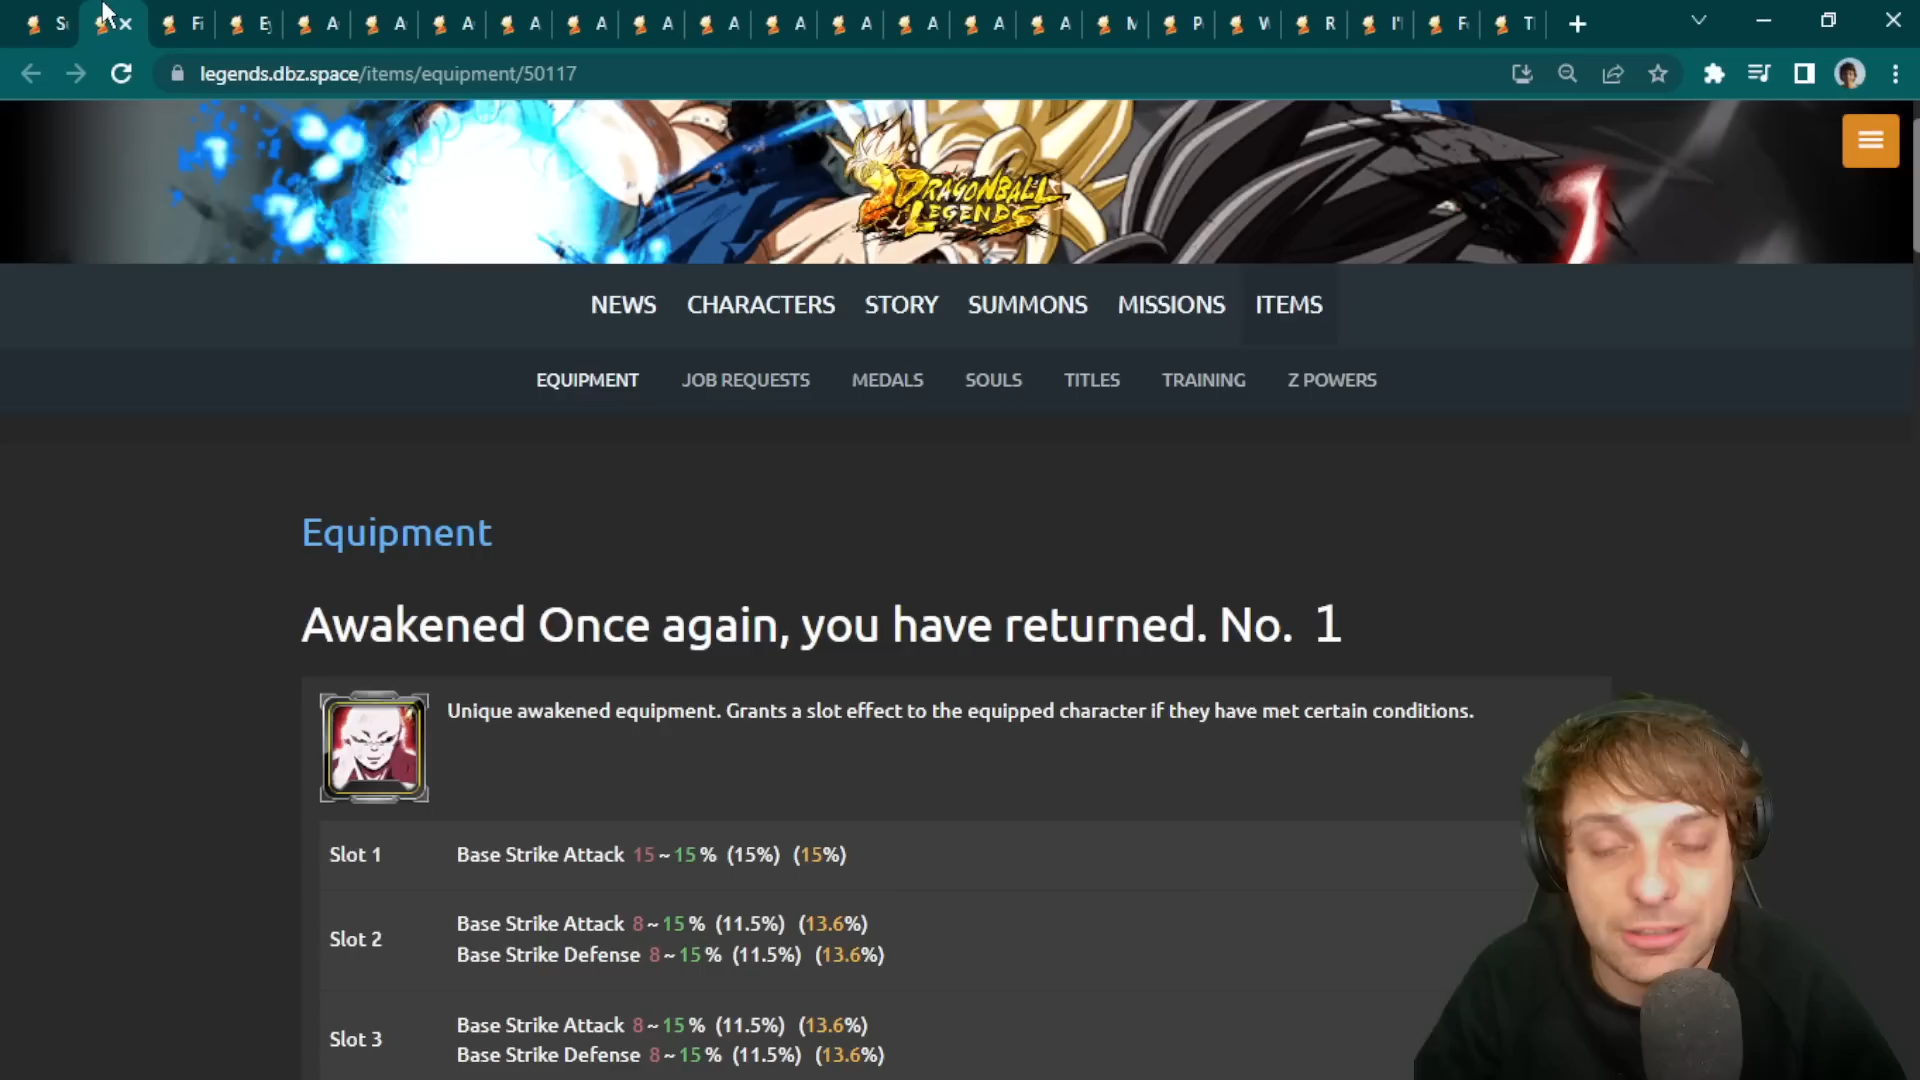 S
Fi
Ey
A
A
A
A
A
A
A
A
A
A
A
A
M
P
W
R
I'
F
T
legends.dbz.space/items/equipment/50117
DRAGONBALL
LEGENDS
NEWS CHARACTERS STORY SUMMONS MISSIONS ITEMS
EQUIPMENT JOB REQUESTS MEDALS SOULS TITLES TRAINING Z POWERS
Equipment
Awakened Once again, you have returned. No. 1
Unique awakened equipment. Grants a slot effect to the equipped character if they have met certain conditions.
Slot 1
Base Strike Attack 15 ~ 15 % (15%) (15%)
Slot 2
Base Strike Attack 8 ~ 15 % (11.5%) (13.6%)
Base Strike Defense 8 ~ 15 % (11.5%) (13.6%)
Slot 3
Base Strike Attack 8 ~ 15 % (11.5%) (13.6%)
Base Strike Defense 8 ~ 15 % (11.5%) (13.6%)